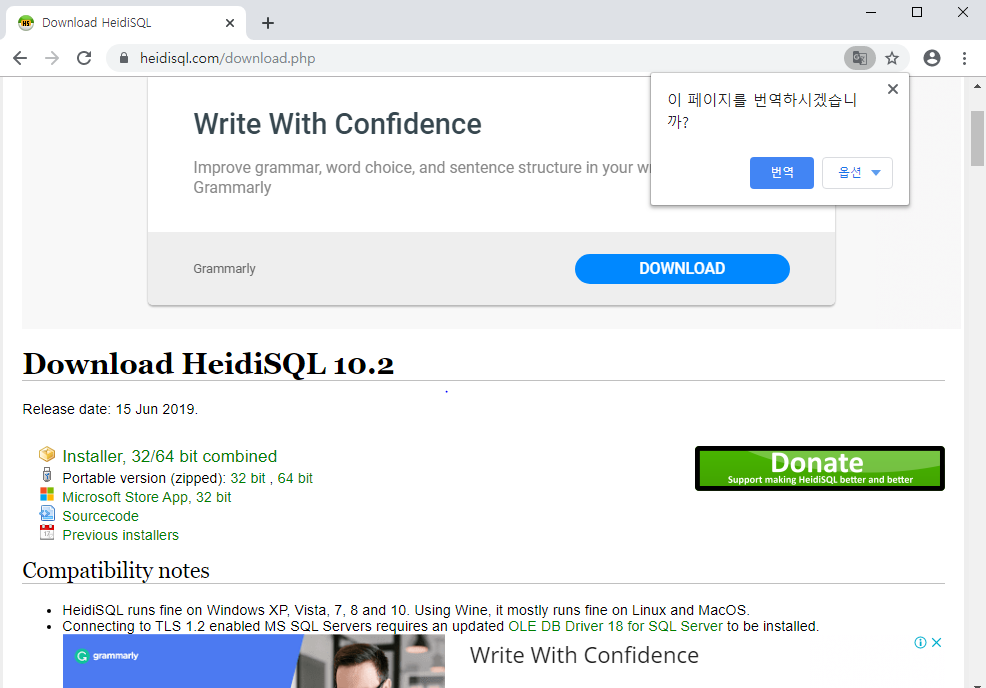 Download HeidiSQL
heidisql.com/download.php
이 페이지를 번역하시겠습니
까?
번역
옵션
Write With Confidence
Improve grammar, word choice, and sentence structure in your
Grammarly
Grammarly
DOWNLOAD
Download HeidiSQL 10.2
Release date: 15 Jun 2019.
Installer, 32/64 bit combined
Portable version (zipped): 32 bit , 64 bit
Microsoft Store App, 32 bit
Sourcecode
Previous installers
Donate
Support making HeidiSQL better and better
Compatibility notes
HeidiSQL runs fine on Windows XP, Vista, 7, 8 and 10. Using Wine, it mostly runs fine on Linux and MacOS.
Connecting to TLS 1.2 enabled MS SQL Servers requires an updated OLE DB Driver 18 for SQL Server to be installed.
grammarly
Write With Confidence